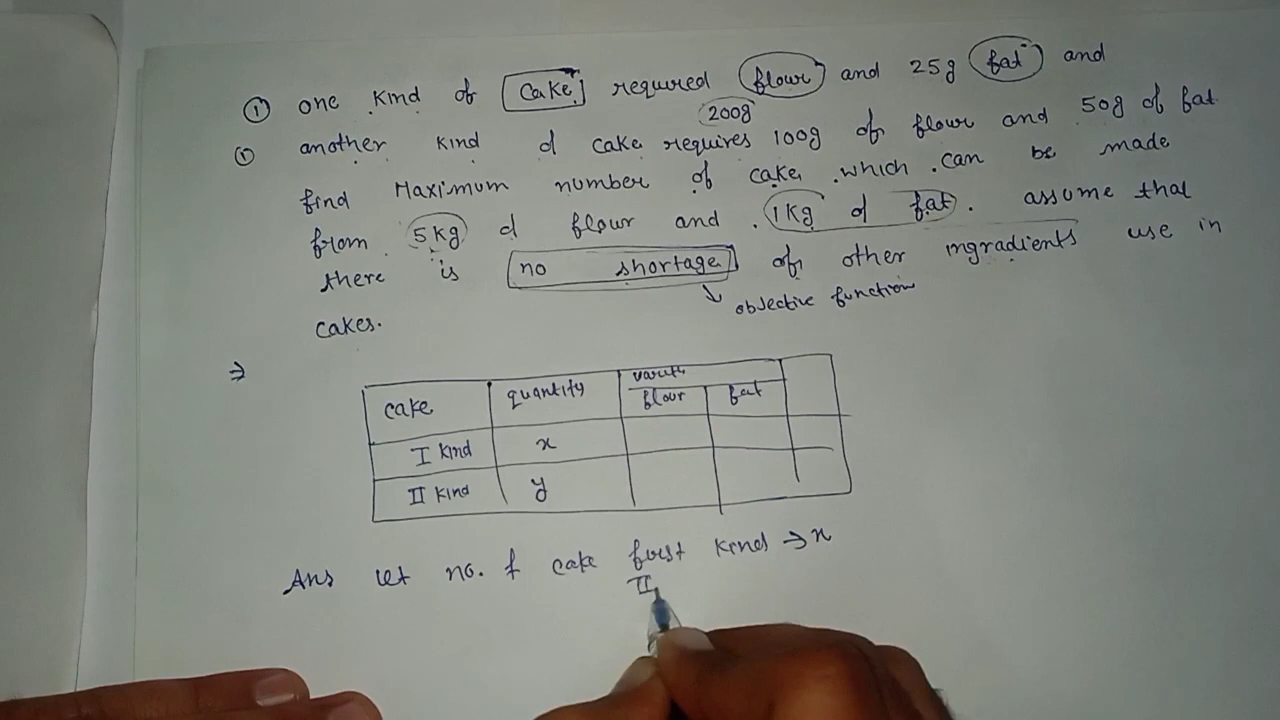 ① one kind of cake required flour and 25g fat and
200g
① another kind of cake requires 100g of flour and 50g of fat
find Maximum number of cake which can be made
from 5kg of flour and 1kg of fat. assume that
there is no shortage of other ingradients use in
cakes.
objective function
⇒
cake quantity flour fat
I kind x
II kind y
Ans let no. of cake first kind → x
II